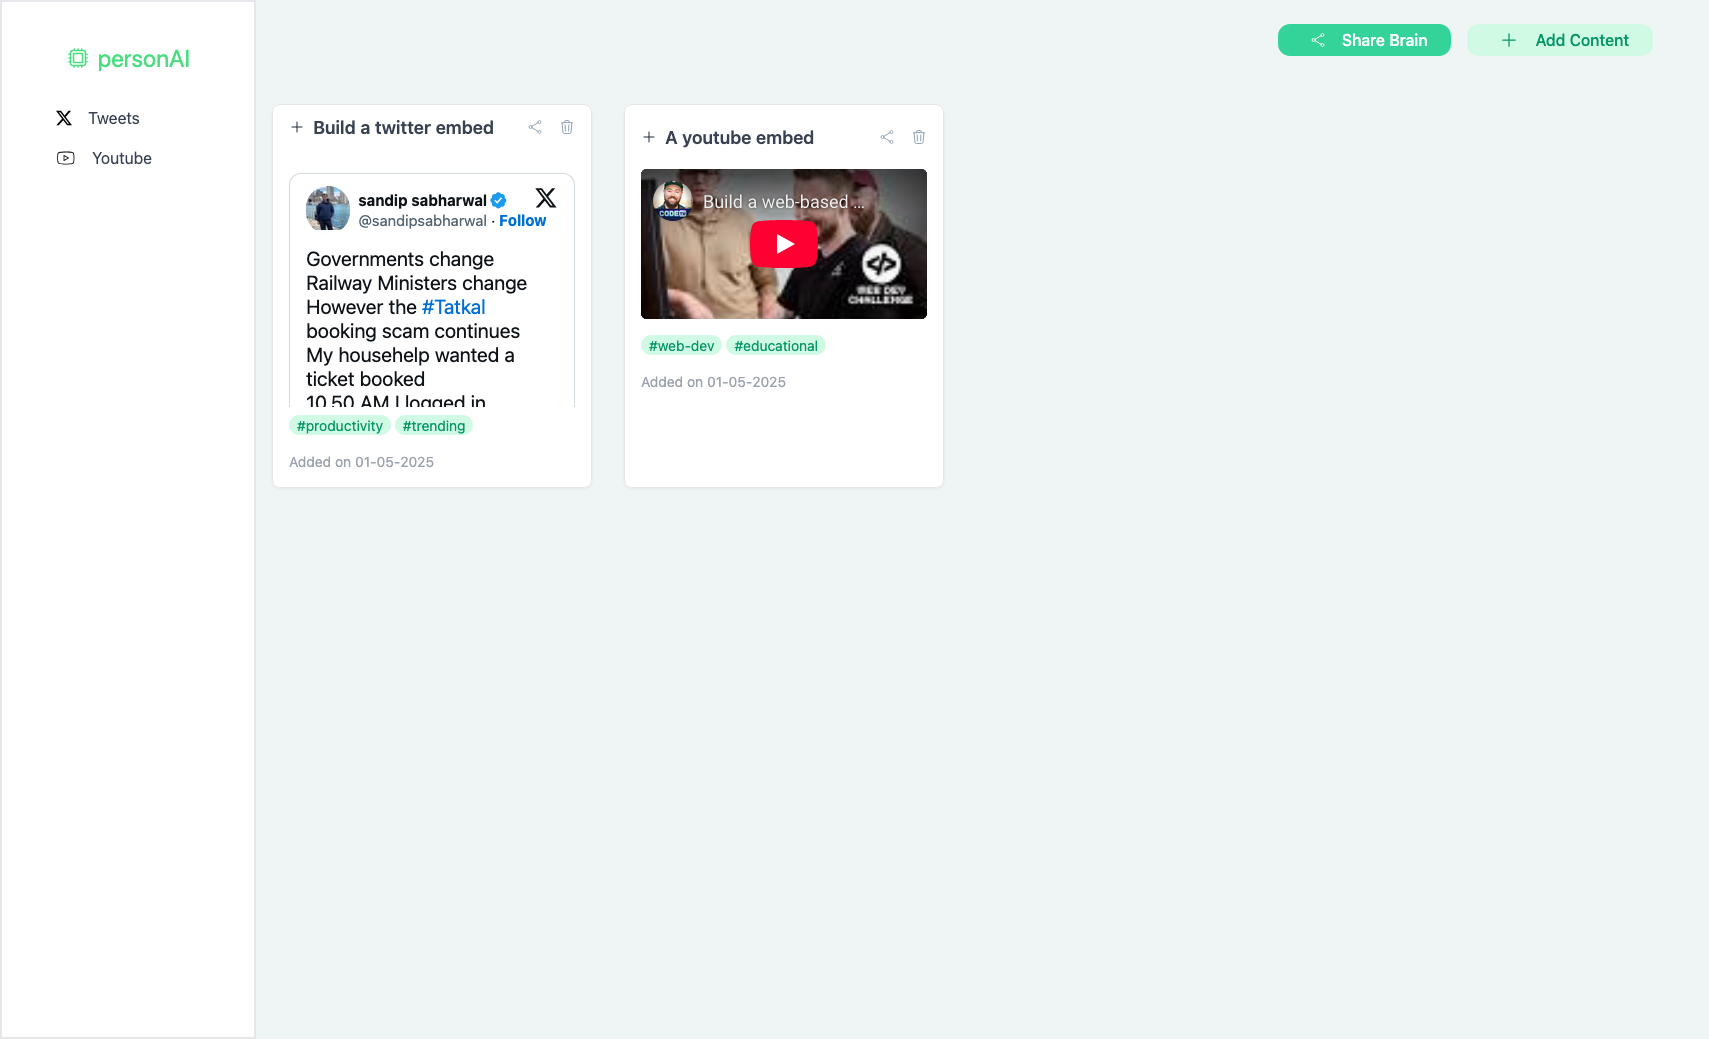 personAI
Tweets
Youtube
Share Brain
Add Content
Build a twitter embed
sandip sabharwal
@sandipsabharwal · Follow
Governments change
Railway Ministers change
However the #Tatkal
booking scam continues
My househelp wanted a
ticket booked
10.50 AM I logged in
#productivity #trending
Added on 01-05-2025
A youtube embed
Build a web-based ...
WEB DEV
CHALLENGE
#web-dev #educational
Added on 01-05-2025